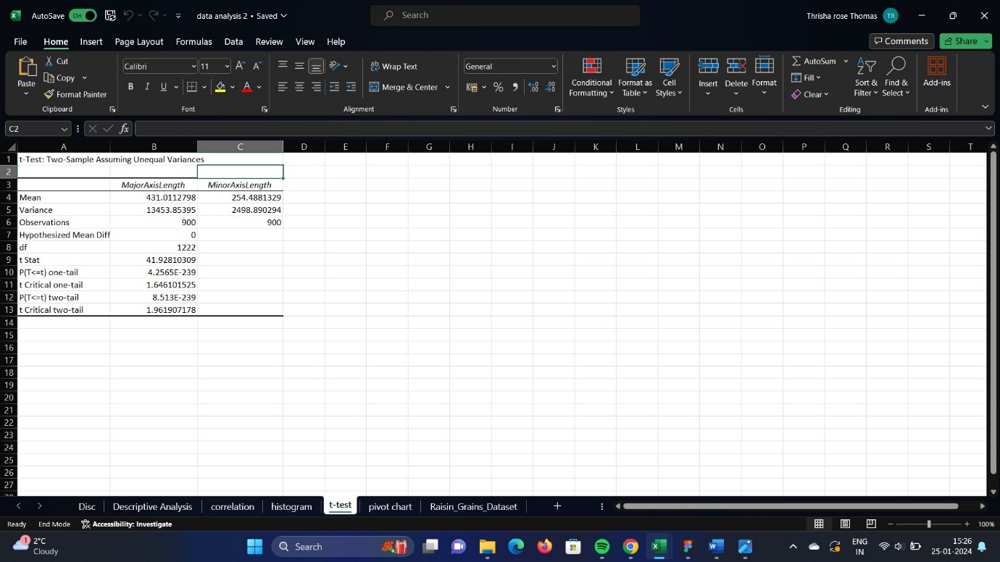 AutoSave On data analysis 2 • Saved Search Thrisha rose Thomas TR
File Home Insert Page Layout Formulas Data Review View Help Comments Share
Paste Cut Copy Format Painter Clipboard
Calibri 11 A A B I U A Font
ab Wrap Text Merge & Center Alignment
General % Number
Conditional Formatting Format as Table Cell Styles Styles
Insert Delete Format Cells
AutoSum Fill Clear Sort & Filter Find & Select Editing
Add-ins Add-ins
C2 fx
A B C D E F G H I J K L M N O P Q R S T
1 t-Test: Two-Sample Assuming Unequal Variances
2
3 MajorAxisLength MinorAxisLength
4 Mean 431.0112798 254.4881329
5 Variance 13453.85395 2498.890294
6 Observations 900 900
7 Hypothesized Mean Diff 0
8 df 1222
9 t Stat 41.92810309
10 P(T<=t) one-tail 4.2565E-239
11 t Critical one-tail 1.646101525
12 P(T<=t) two-tail 8.513E-239
13 t Critical two-tail 1.961907178
14
15
16
17
18
19
20
21
22
23
24
25
26
27
Disc Descriptive Analysis correlation histogram t-test pivot chart Raisin_Grains_Dataset
Ready End Mode Accessibility: Investigate 100%
1 2°C Search ENG 15:26
Cloudy IN 25-01-2024